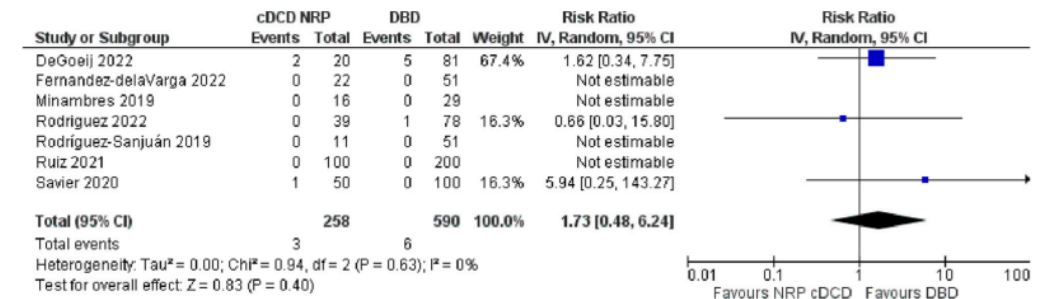 cDCD NRP DBD Risk Ratio Risk Ratio
Study or Subgroup Events Total Events Total Weight IV, Random, 95% CI IV, Random, 95% CI
DeGoeij 2022 2 20 5 81 67.4% 1.62 [0.34, 7.75]
Fernandez-delaVarga 2022 0 22 0 51 Not estimable
Minambres 2019 0 16 0 29 Not estimable
Rodriguez 2022 0 39 1 78 16.3% 0.66 [0.03, 15.80]
Rodríguez-Sanjuán 2019 0 11 0 51 Not estimable
Ruiz 2021 0 100 0 200 Not estimable
Savier 2020 1 50 0 100 16.3% 5.94 [0.25, 143.27]
Total (95% CI) 258 590 100.0% 1.73 [0.48, 6.24]
Total events 3 6
Heterogeneity: Tau² = 0.00; Chi² = 0.94, df = 2 (P = 0.63); I² = 0%
Test for overall effect: Z = 0.83 (P = 0.40)
0.01 0.1 1 10 100
Favours NRP cDCD Favours DBD